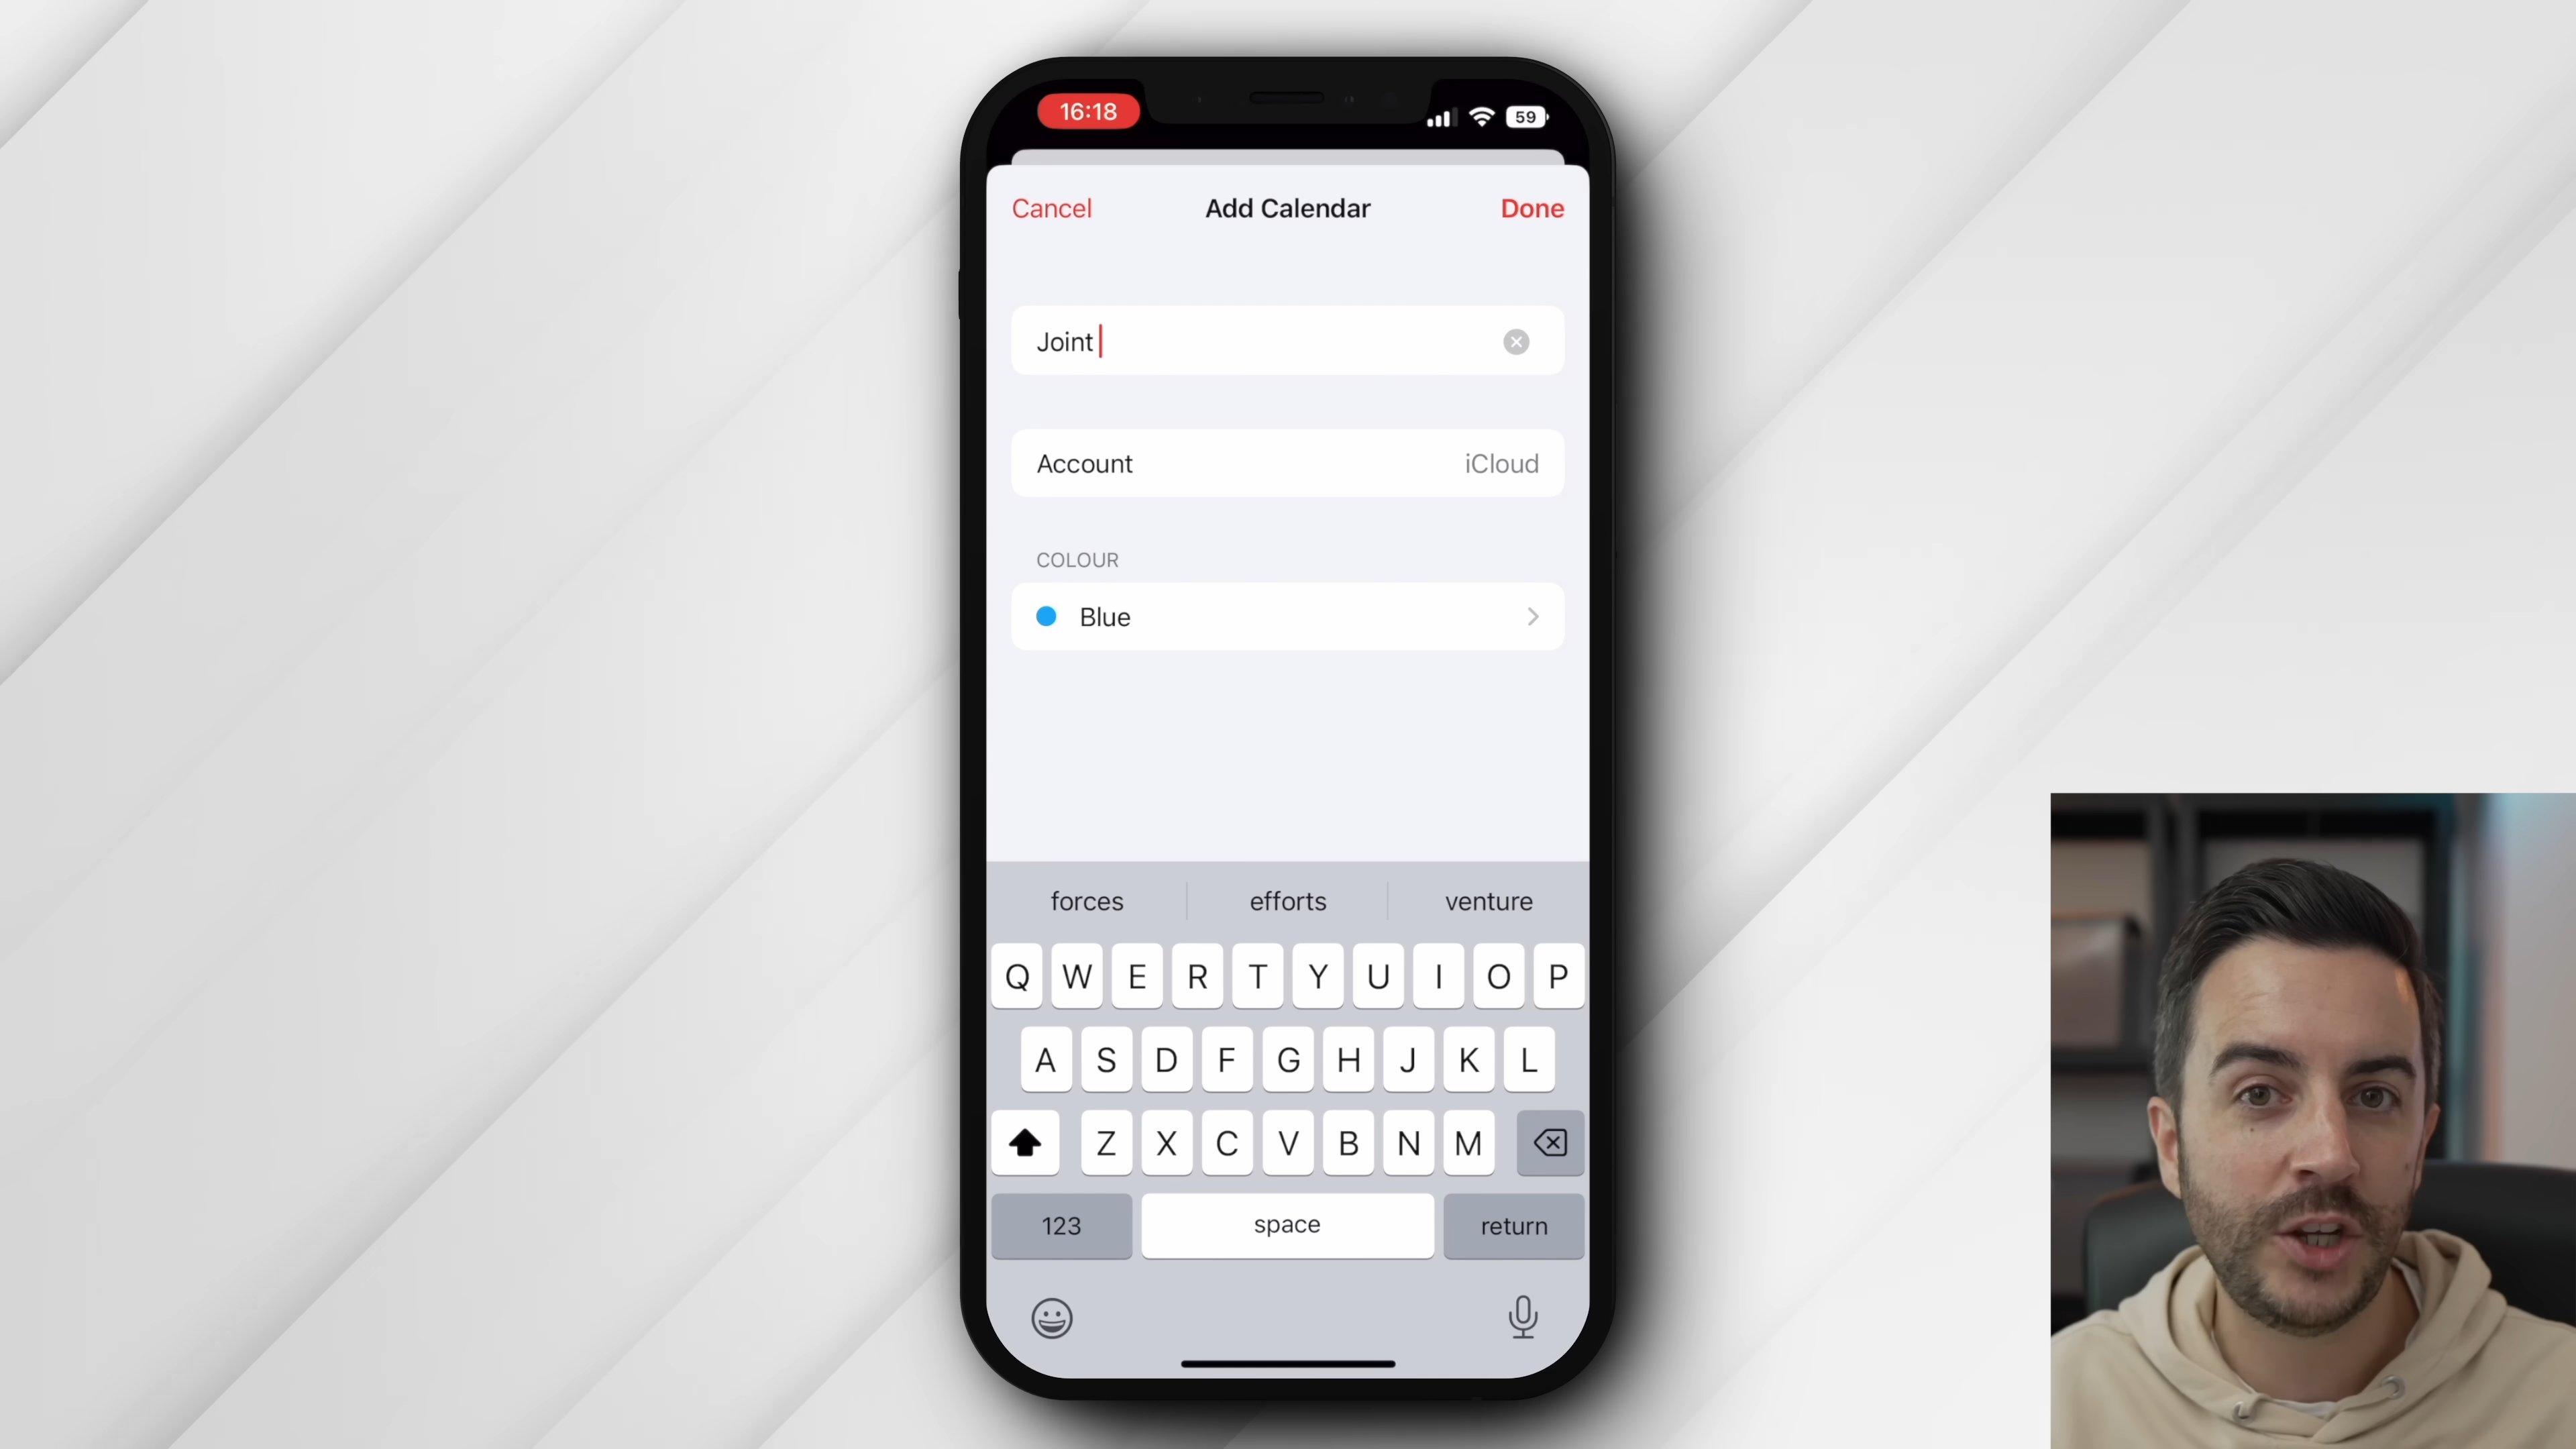 16:18
59
Cancel Add Calendar Done
Joint
Account iCloud
COLOUR
Blue
forces efforts venture
Q W E R T Y U I O P
A S D F G H J K L
Z X C V B N M
123 space return